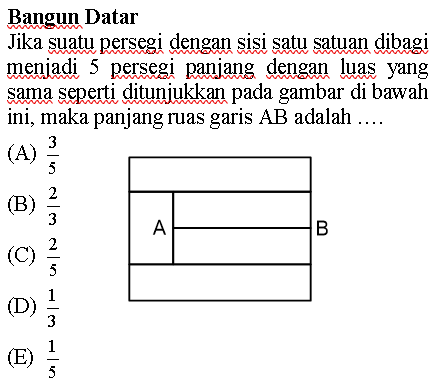 Bangun Datar
Jika suatu persegi dengan sisi satu satuan dibagi
menjadi 5 persegi panjang dengan luas yang
sama seperti ditunjukkan pada gambar di bawah
ini, maka panjang ruas garis AB adalah ….
(A) 3/5
(B) 2/3
(C) 2/5
(D) 1/3
(E) 1/5
A
B